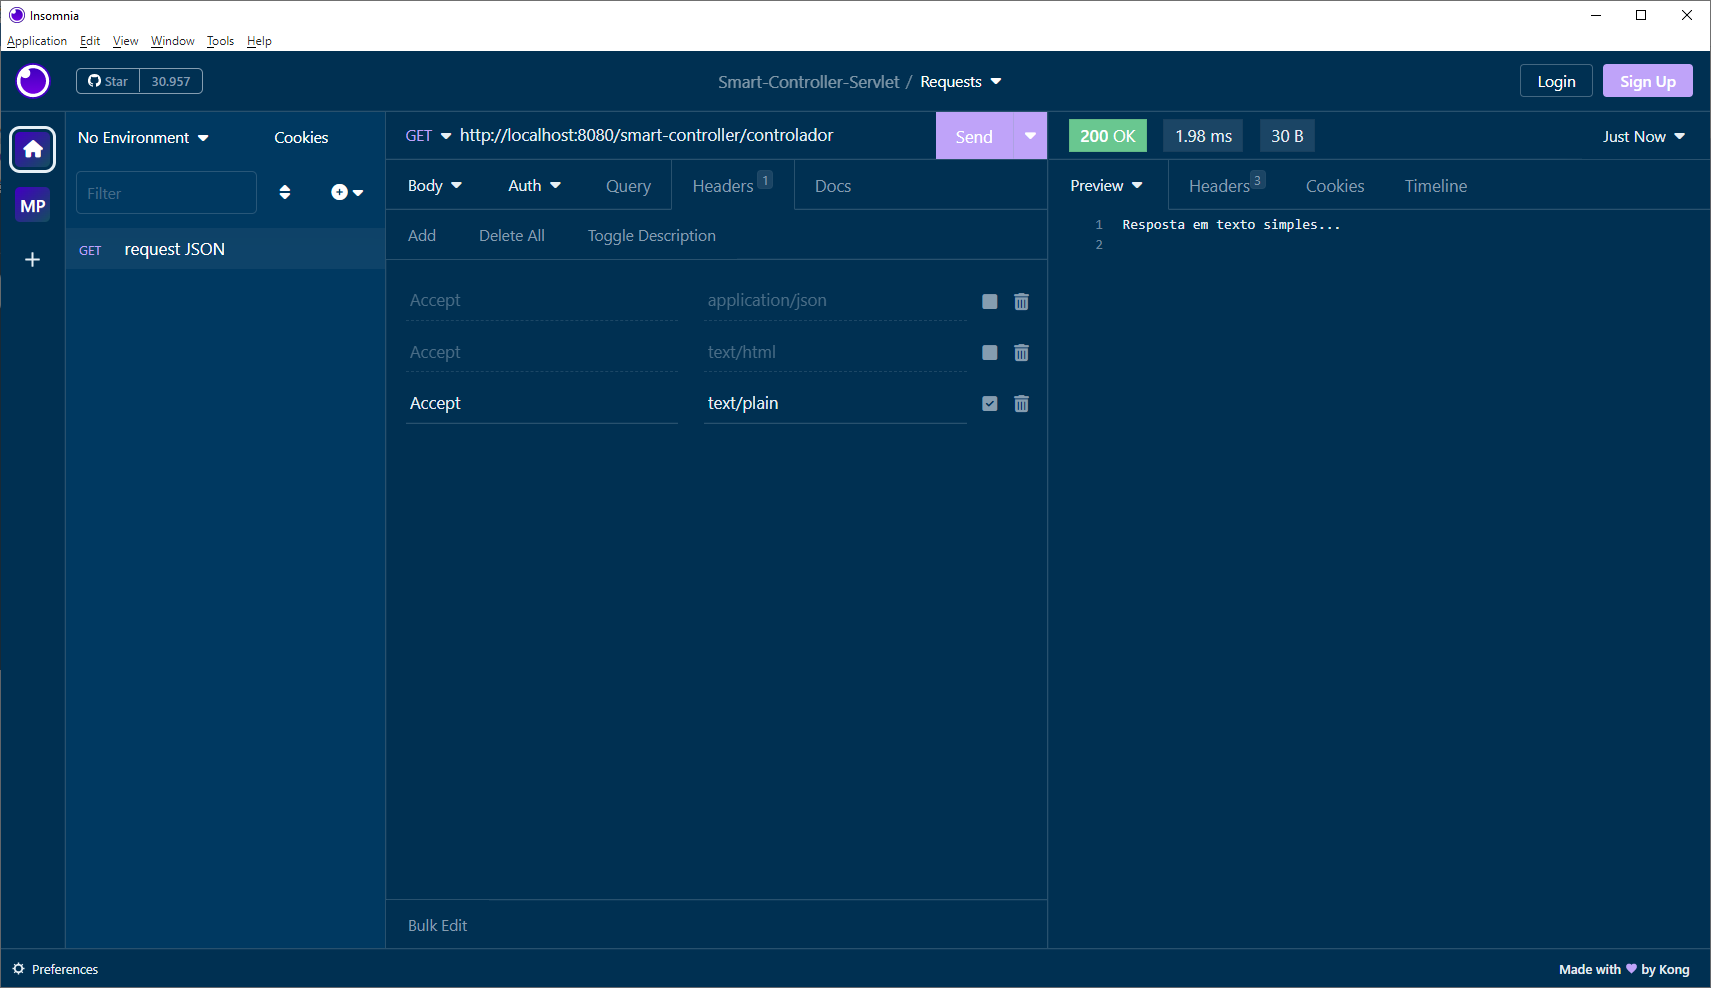 Insomnia
Application Edit View Window Tools Help
Star 30.957
Smart-Controller-Servlet / Requests
Login Sign Up
No Environment Cookies
GET http://localhost:8080/smart-controller/controlador Send
200 OK 1.98 ms 30 B Just Now
MP
Filter
GET request JSON
Body Auth Query Headers 1 Docs
Add Delete All Toggle Description
Accept application/json
Accept text/html
Accept text/plain
Bulk Edit
Preview Headers 3 Cookies Timeline
1 Resposta em texto simples...
2
Preferences
Made with by Kong